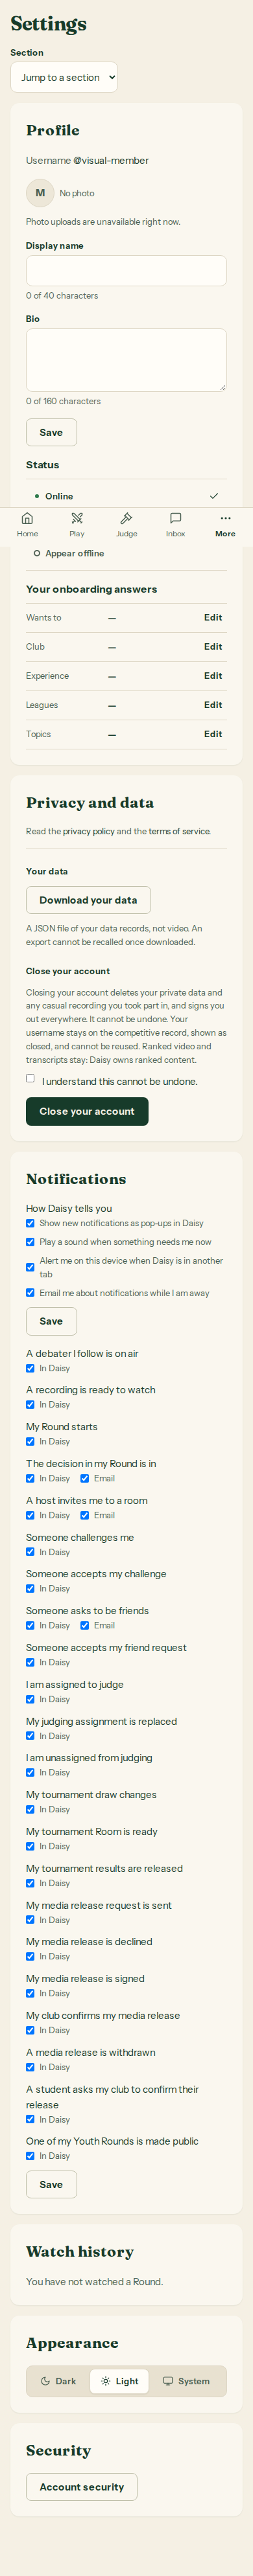 Settings
Section
Jump to a section
Profile
Username @visual-member
M No photo
Photo uploads are unavailable right now.
Display name
0 of 40 characters
Bio
0 of 160 characters
Save
Status
Online
Home Play Judge Inbox More
Appear offline
Your onboarding answers
Wants to — Edit
Club — Edit
Experience — Edit
Leagues — Edit
Topics — Edit
Privacy and data
Read the privacy policy and the terms of service.
Your data
Download your data
A JSON file of your data records, not video. An
export cannot be recalled once downloaded.
Close your account
Closing your account deletes your private data and
any casual recording you took part in, and signs you
out everywhere. It cannot be undone. Your
username stays on the competitive record, shown as
closed, and cannot be reused. Ranked video and
transcripts stay: Daisy owns ranked content.
I understand this cannot be undone.
Close your account
Notifications
How Daisy tells you
Show new notifications as pop-ups in Daisy
Play a sound when something needs me now
Alert me on this device when Daisy is in another
tab
Email me about notifications while I am away
Save
A debater I follow is on air
In Daisy
A recording is ready to watch
In Daisy
My Round starts
In Daisy
The decision in my Round is in
In Daisy Email
A host invites me to a room
In Daisy Email
Someone challenges me
In Daisy
Someone accepts my challenge
In Daisy
Someone asks to be friends
In Daisy Email
Someone accepts my friend request
In Daisy
I am assigned to judge
In Daisy
My judging assignment is replaced
In Daisy
I am unassigned from judging
In Daisy
My tournament draw changes
In Daisy
My tournament Room is ready
In Daisy
My tournament results are released
In Daisy
My media release request is sent
In Daisy
My media release is declined
In Daisy
My media release is signed
In Daisy
My club confirms my media release
In Daisy
A media release is withdrawn
In Daisy
A student asks my club to confirm their
release
In Daisy
One of my Youth Rounds is made public
In Daisy
Save
Watch history
You have not watched a Round.
Appearance
Dark Light System
Security
Account security